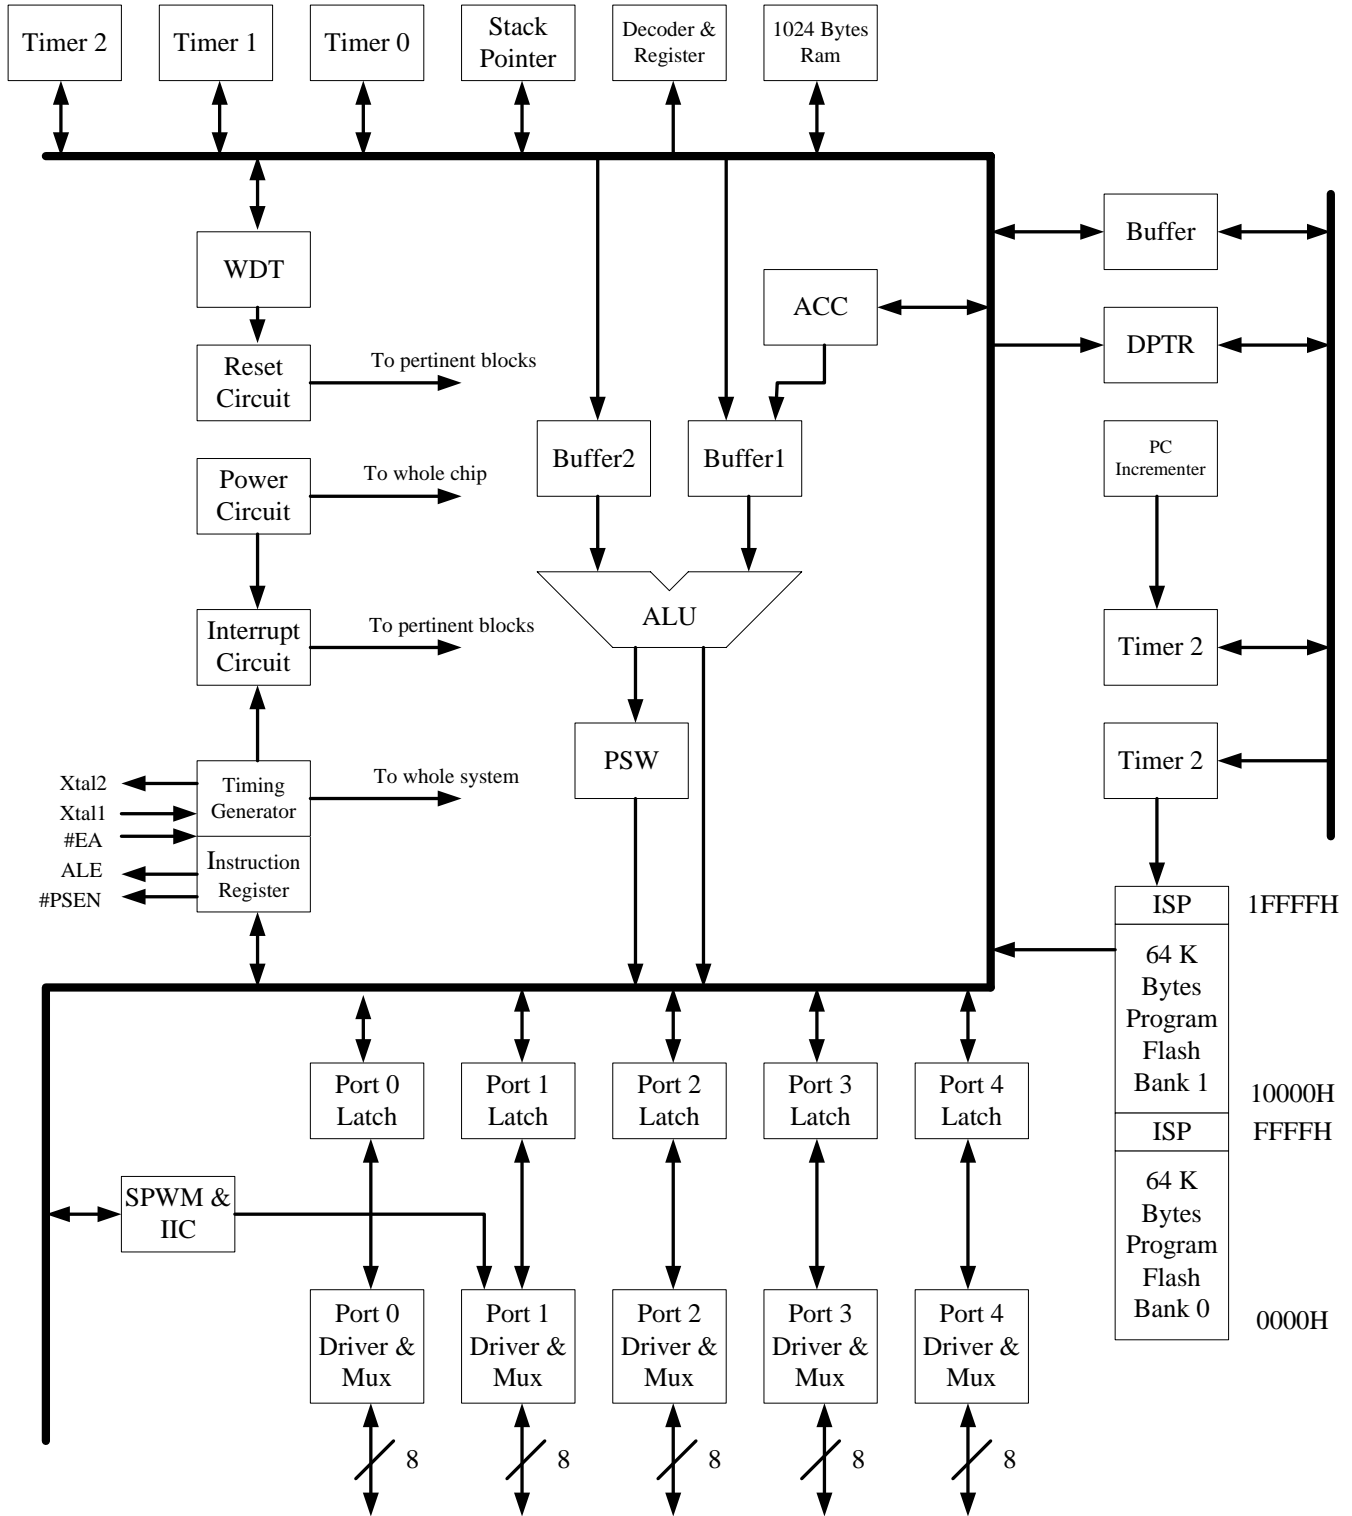 Timer 2
Timer 1
Timer 0
Stack
Pointer
Decoder &
Register
1024 Bytes
Ram
WDT
Reset
Circuit
To pertinent blocks
Power
Circuit
To whole chip
Interrupt
Circuit
To pertinent blocks
Timing
Generator
To whole system
Instruction
Register
Xtal2
Xtal1
#EA
ALE
#PSEN
ACC
Buffer2
Buffer1
ALU
PSW
Buffer
DPTR
PC
Incrementer
Timer 2
Timer 2
ISP
1FFFFH
64 K
Bytes
Program
Flash
Bank 1
10000H
ISP
FFFFH
64 K
Bytes
Program
Flash
Bank 0
0000H
Port 0
Latch
Port 1
Latch
Port 2
Latch
Port 3
Latch
Port 4
Latch
SPWM &
IIC
Port 0
Driver &
Mux
Port 1
Driver &
Mux
Port 2
Driver &
Mux
Port 3
Driver &
Mux
Port 4
Driver &
Mux
8
8
8
8
8